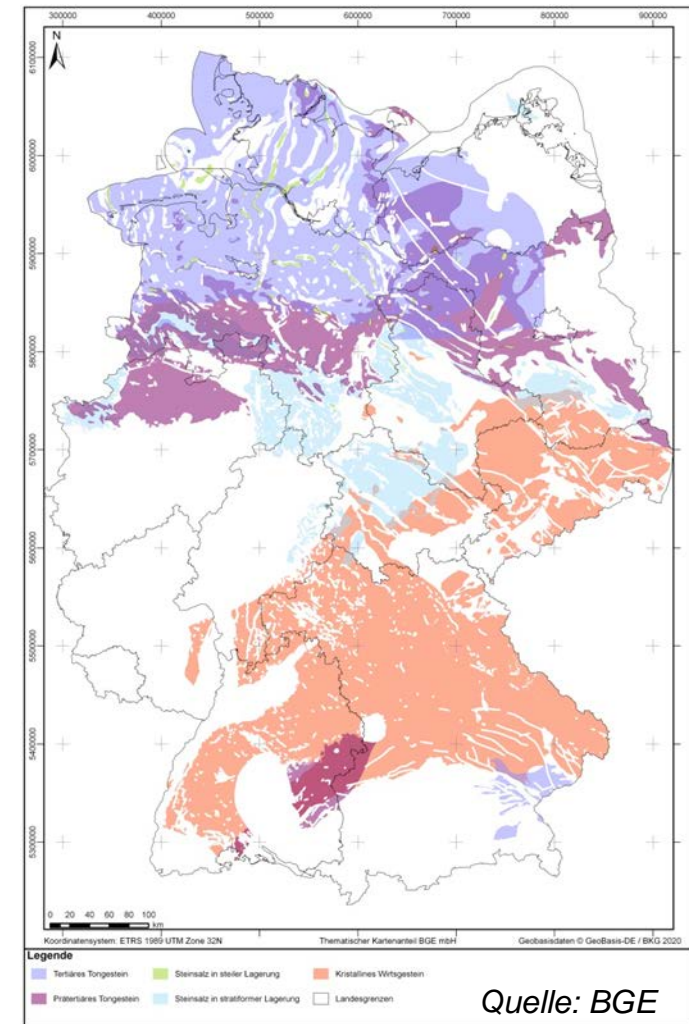 300000 400000 500000 600000 700000 800000 900000
N
6100000
6000000
5900000
5800000
5700000
5600000
5500000
5400000
5300000
0 20 40 60 80 100
km
Koordinatensystem: ETRS 1989 UTM Zone 32N Thematischer Kartenanteil BGE mbH Geobasisdaten © GeoBasis-DE / BKG 2020
Legende
Tertiäres Tongestein Steinsalz in steiler Lagerung Kristallines Wirtsgestein
Prätertiäres Tongestein Steinsalz in stratiformer Lagerung Landesgrenzen
Quelle: BGE